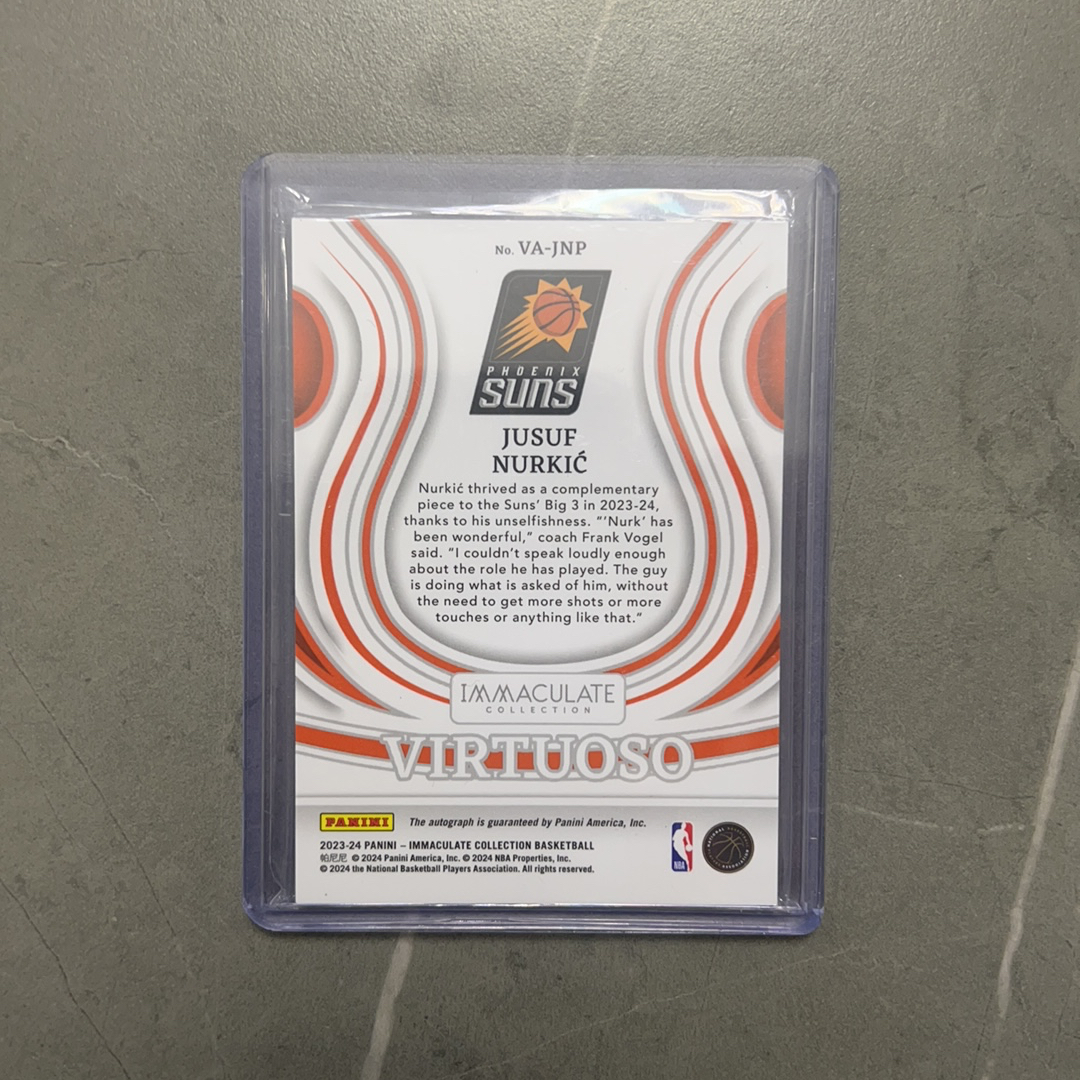 No. VA-JNP
PHOENIX
SUNS
JUSUF
NURKIĆ
Nurkić thrived as a complementary
piece to the Suns’ Big 3 in 2023-24,
thanks to his unselfishness. “‘Nurk’ has
been wonderful,” coach Frank Vogel
said. “I couldn’t speak loudly enough
about the role he has played. The guy
is doing what is asked of him, without
the need to get more shots or more
touches or anything like that.”
IMMACULATE
COLLECTION
VIRTUOSO
PANINI The autograph is guaranteed by Panini America, Inc.
2023-24 PANINI – IMMACULATE COLLECTION BASKETBALL
帕尼尼 © 2024 Panini America, Inc. © 2024 NBA Properties, Inc.
© 2024 the National Basketball Players Association. All rights reserved.
NBA